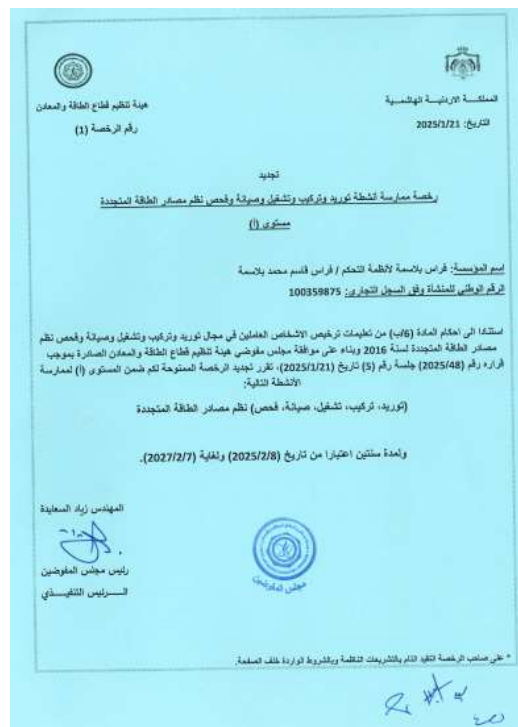 المملكـــة الاردنيـــة الهاشمـــية
هيئة تنظيم قطاع الطاقة والمعادن
التاريخ: 2025/1/21
رقم الرخصة (1)
تجديد
رخصة ممارسة أنشطة توريد وتركيب وتشغيل وصيانة وفحص نظم مصادر الطاقة المتجددة
مستوى (أ)
اسم المؤسسة: فراس بلاسمة لأنظمة التحكم / فراس قاسم محمد بلاسمة
الرقم الوطني للمنشأة وفق السجل التجاري: 100359875
استنادا الى احكام المادة (6/ب) من تعليمات ترخيص الاشخاص العاملين في مجال توريد وتركيب وتشغيل وصيانة وفحص نظم
مصادر الطاقة المتجددة لسنة 2016 وبناء على موافقة مجلس مفوضي هيئة تنظيم قطاع الطاقة والمعادن الصادرة بموجب
قراره رقم (2025/48) جلسة رقم (5) تاريخ (2025/1/21)، تقرر تجديد الرخصة الممنوحة لكم ضمن المستوى (أ) لممارسة
الأنشطة التالية:
(توريد، تركيب، تشغيل، صيانة، فحص) نظم مصادر الطاقة المتجددة
ولمدة سنتين اعتبارا من تاريخ (2025/2/8) ولغاية (2027/2/7).
المهندس زياد السعايدة
رئيس مجلس المفوضين
الـــــرئيس التنفيـــــذي
مجلس المفوضين
* على صاحب الرخصة التقيد التام بالتشريعات الناظمة وبالشروط الواردة خلف الصفحة.